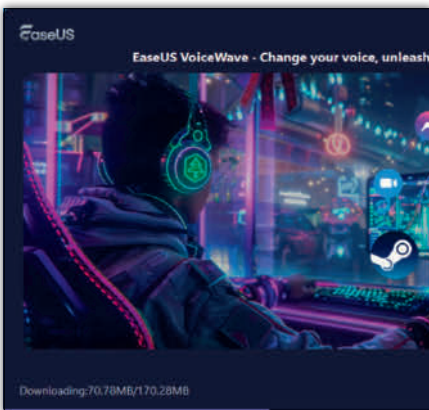 EaseUS
EaseUS VoiceWave - Change your voice, unleash
Downloading:70.78MB/170.28MB